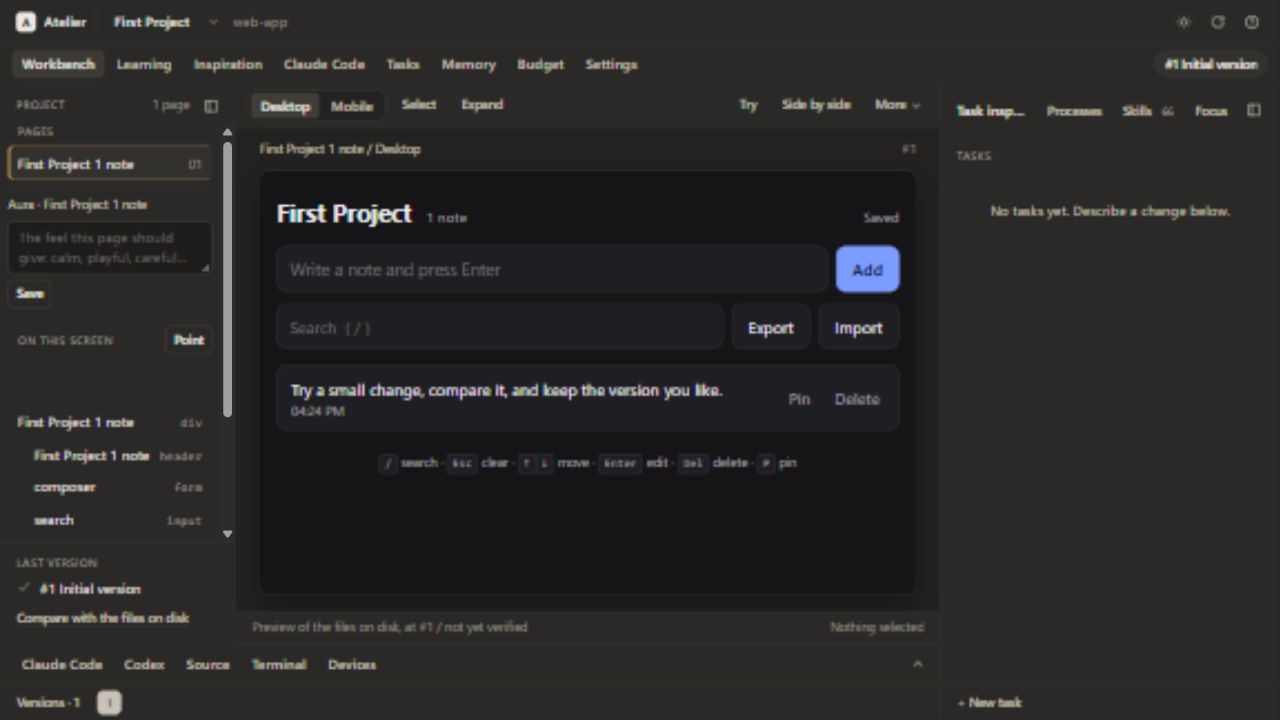 A Atelier First Project web-app
Workbench Learning Inspiration Claude Code Tasks Memory Budget Settings #1 Initial version
PROJECT 1 page
PAGES
First Project 1 note 01
Aura · First Project 1 note
The feel this page should
give: calm, playful, careful...
Save
ON THIS SCREEN Point
First Project 1 note div
First Project 1 note header
composer form
search input
LAST VERSION
#1 Initial version
Compare with the files on disk
Desktop Mobile Select Expand Try Side by side More
First Project 1 note / Desktop #1
First Project 1 note Saved
Write a note and press Enter Add
Search ( / ) Export Import
Try a small change, compare it, and keep the version you like.
04:24 PM
Pin Delete
/ search · Esc clear · ↑ ↓ move · Enter edit · Del delete · P pin
Preview of the files on disk, at #1 / not yet verified Nothing selected
Task insp... Processes Skills 66 Focus
TASKS
No tasks yet. Describe a change below.
Claude Code Codex Source Terminal Devices
Versions · 1 1
+ New task